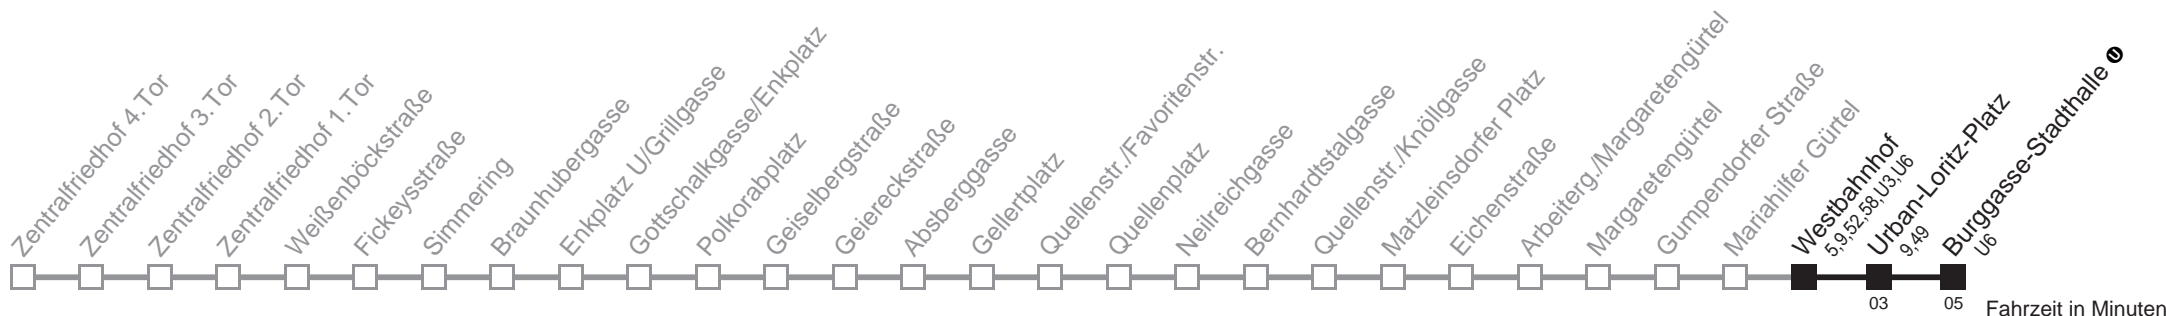 Zentralfriedhof 4.Tor
Zentralfriedhof 3.Tor
Zentralfriedhof 2.Tor
Zentralfriedhof 1.Tor
Weißenböckstraße
Fickeysstraße
Simmering
Braunhubergasse
Enkplatz U/Grillgasse
Gottschalkgasse/Enkplatz
Polkorabplatz
Geiselbergstraße
Geiereckstraße
Absberggasse
Gellertplatz
Quellenstr./Favoritenstr.
Quellenplatz
Neilreichgasse
Bernhardtstalgasse
Quellenstr./Knöllgasse
Matzleinsdorfer Platz
Eichenstraße
Arbeiterg./Margaretengürtel
Margaretengürtel
Gumpendorfer Straße
Mariahilfer Gürtel
Westbahnhof
5,9,52,58,U3,U6
Urban-Loritz-Platz
9,49
Burggasse-Stadthalle U
U6
03
05
Fahrzeit in Minuten